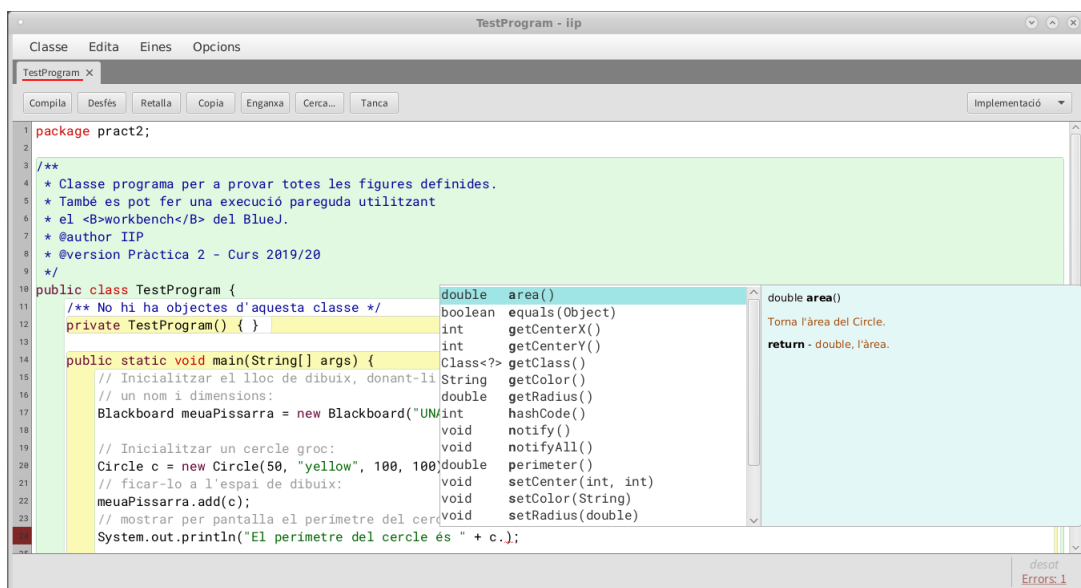 TestProgram - iip
Classe Edita Eines Opcions
TestProgram ×
Compila Desfés Retalla Copia Enganxa Cerca... Tanca Implementació
1 package pract2;
2
3 /**
4 * Classe programa per a provar totes les figures definides.
5 * També es pot fer una execució pareguda utilitzant
6 * el <B>workbench</B> del BlueJ.
7 * @author IIP
8 * @version Pràctica 2 - Curs 2019/20
9 */
10 public class TestProgram {
11 /** No hi ha objectes d'aquesta classe */
12 private TestProgram() { }
13
14 public static void main(String[] args) {
15 // Inicialitzar el lloc de dibuix, donant-li
16 // un nom i dimensions:
17 Blackboard meuaPissarra = new Blackboard("UNA
18
19 // Inicialitzar un cercle groc:
20 Circle c = new Circle(50, "yellow", 100, 100)
21 // ficar-lo a l'espai de dibuix:
22 meuaPissarra.add(c);
23 // mostrar per pantalla el perímetre del cerc
System.out.println("El perímetre del cercle és " + c.);
double area()
boolean equals(Object)
int getCenterX()
int getCenterY()
Class<?> getClass()
String getColor()
double getRadius()
int hashCode()
void notify()
void notifyAll()
double perimeter()
void setCenter(int, int)
void setColor(String)
void setRadius(double)
double area()
Torna l'àrea del Circle.
return - double, l'àrea.
desat
Errors: 1